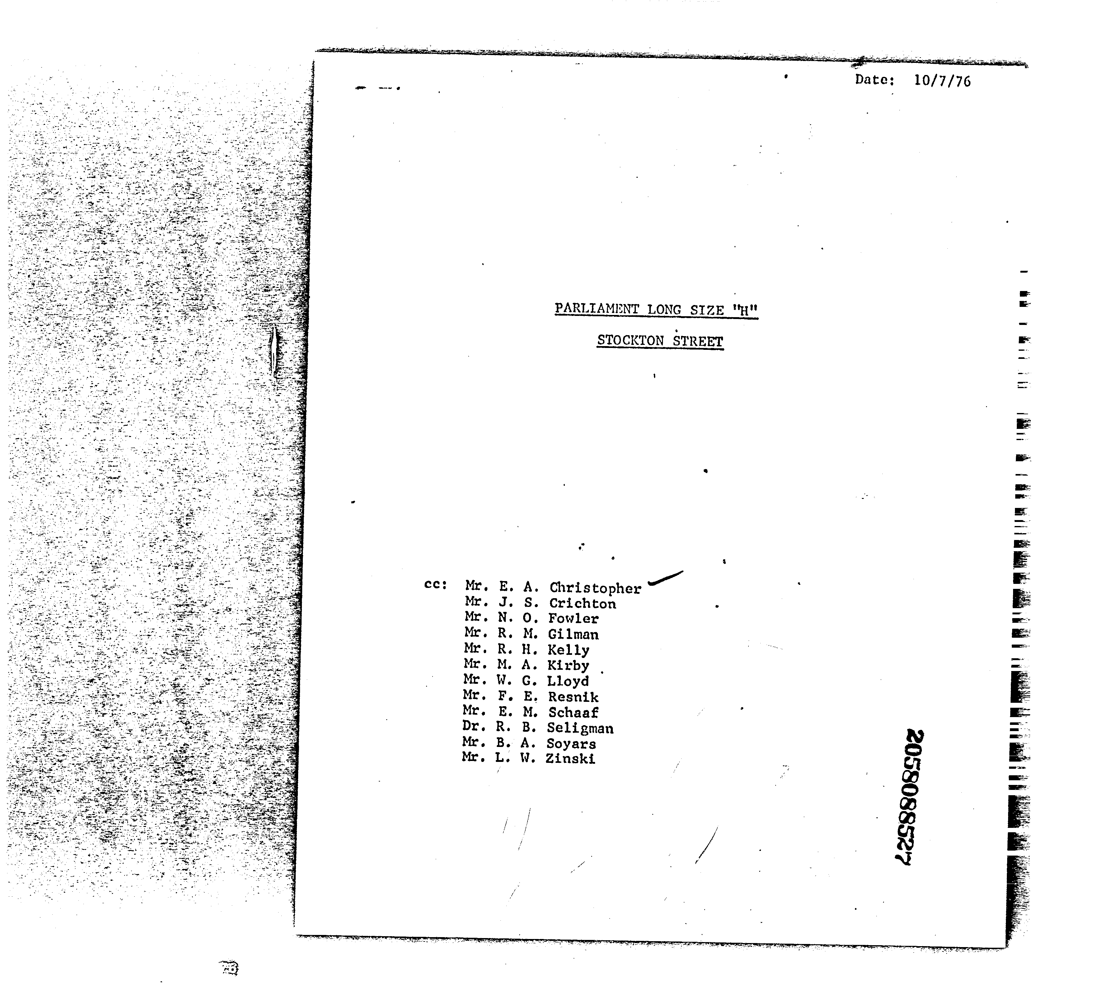 Date: 10/7/76
PARLIAMENT LONG SIZE "H"
STOCKTON STREET
cc: Mr. E. A. Christopher
Mr. J. S. Crichton
Mr. N. O. Fowler
Mr. R. M. Gilman
Mr. R. H. Kelly
Mr. M. A. Kirby
Mr. W. G. Lloyd
Mr. F. E. Resnik
Mr. E. M. Schaaf
Dr. R. B. Seligman
Mr. B. A. Soyars
Mr. L. W. Zinski
2058088527